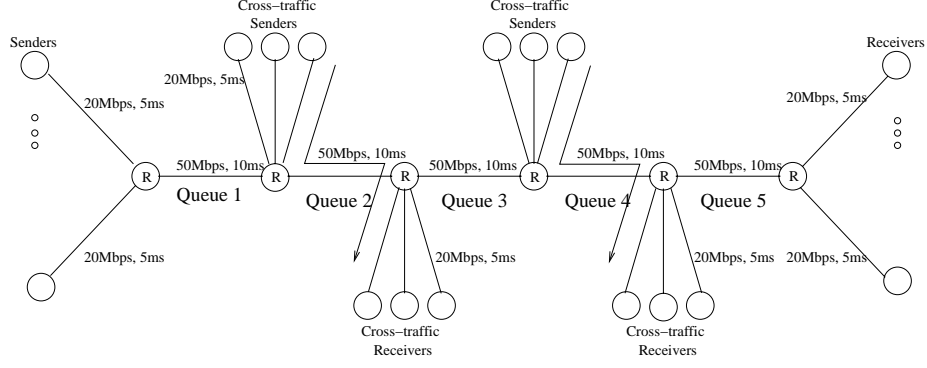 Cross−traffic
Senders
Cross−traffic
Senders
Senders
Receivers
20Mbps, 5ms
20Mbps, 5ms
20Mbps, 5ms
50Mbps, 10ms
50Mbps, 10ms
50Mbps, 10ms
50Mbps, 10ms
50Mbps, 10ms
R
R
R
R
R
R
Queue 1
Queue 2
Queue 3
Queue 4
Queue 5
20Mbps, 5ms
20Mbps, 5ms
20Mbps, 5ms
20Mbps, 5ms
Cross−traffic
Receivers
Cross−traffic
Receivers